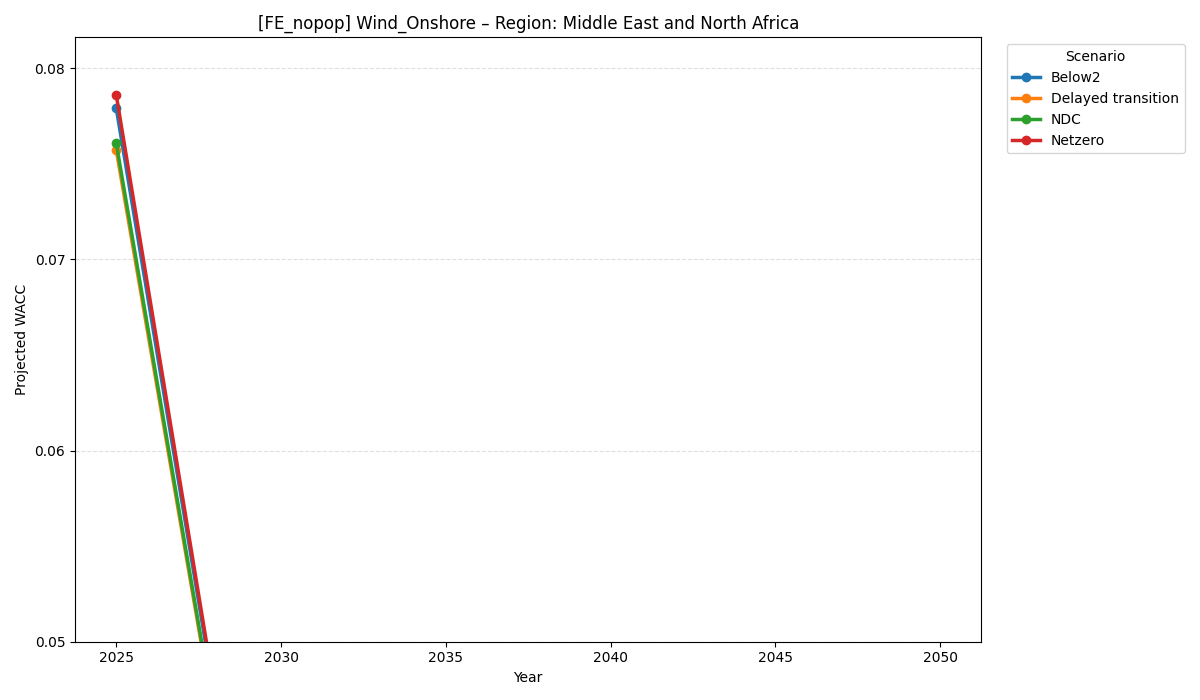 [FE_nopop] Wind_Onshore – Region: Middle East and North Africa
Scenario
Below2
Delayed transition
NDC
Netzero
Projected WACC
0.08
0.07
0.06
0.05
2025 2030 2035 2040 2045 2050
Year